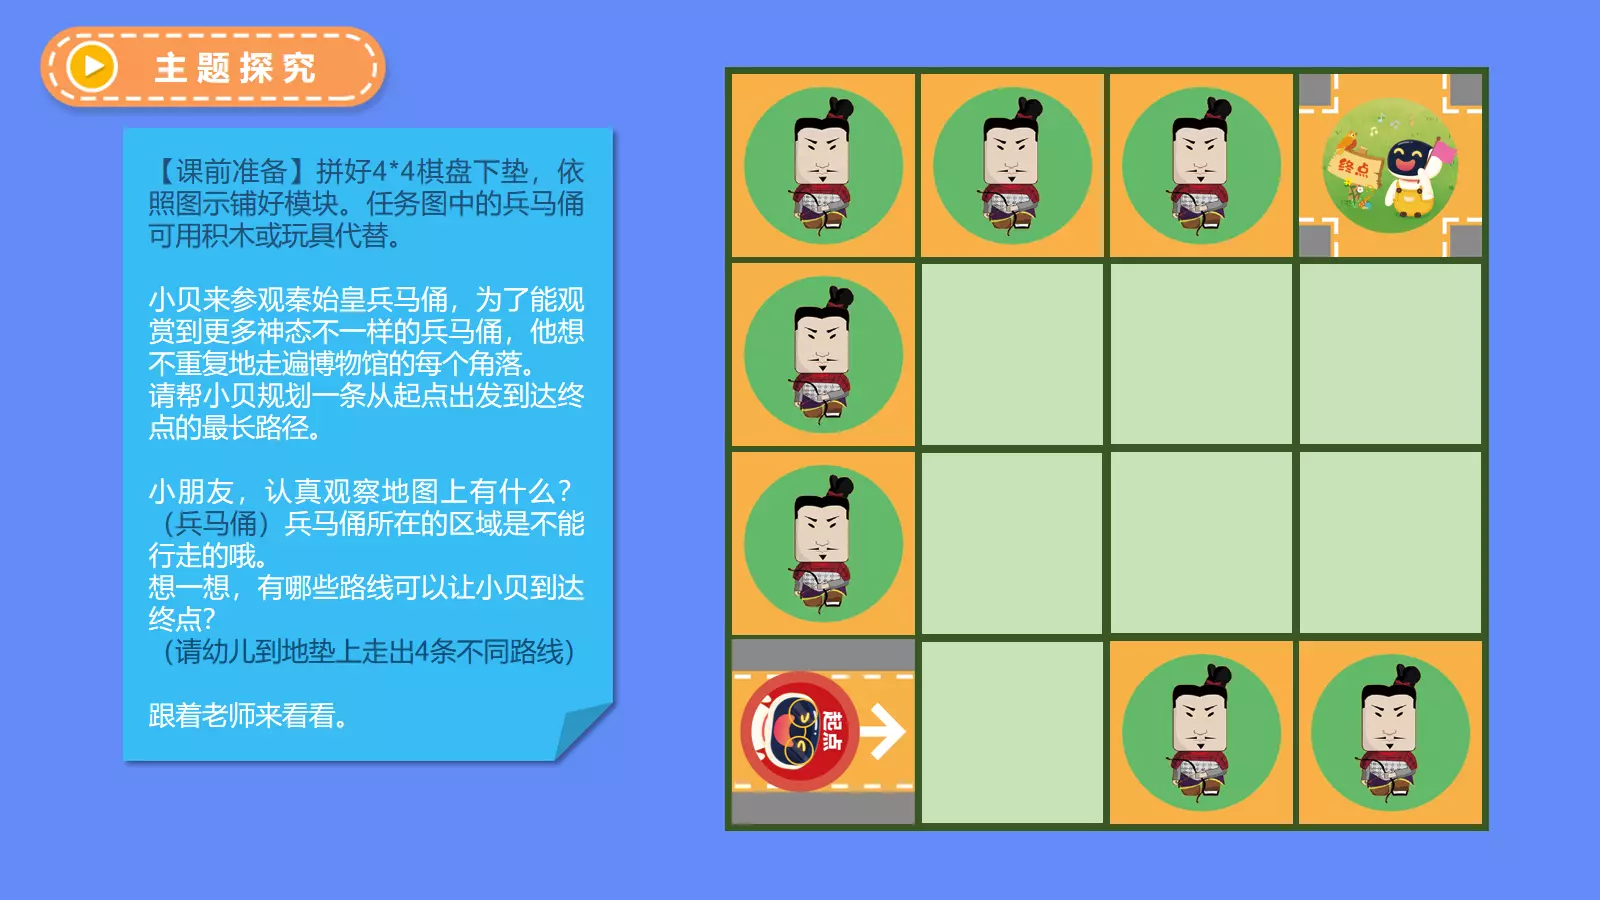 主题探究
【课前准备】拼好4*4棋盘下垫，依
照图示铺好模块。任务图中的兵马俑
可用积木或玩具代替。
小贝来参观秦始皇兵马俑，为了能观
赏到更多神态不一样的兵马俑，他想
不重复地走遍博物馆的每个角落。
请帮小贝规划一条从起点出发到达终
点的最长路径。
小朋友，认真观察地图上有什么？
（兵马俑）兵马俑所在的区域是不能
行走的哦。
想一想，有哪些路线可以让小贝到达
终点？
（请幼儿到地垫上走出4条不同路线）
跟着老师来看看。
终点
起点